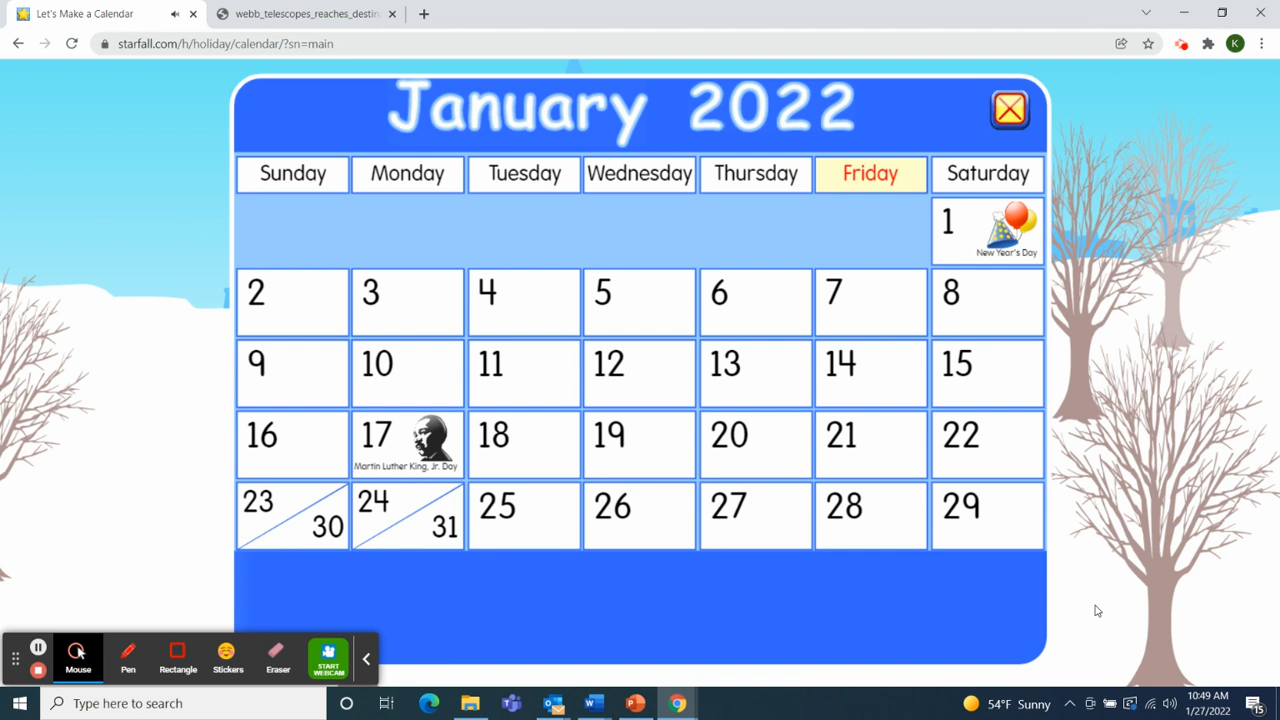 Let's Make a Calendar
webb_telescopes_reaches_destin
starfall.com/h/holiday/calendar/?sn=main
K
January 2022
Sunday Monday Tuesday Wednesday Thursday Friday Saturday
1
New Year's Day
2 3 4 5 6 7 8
9 10 11 12 13 14 15
16 17 18 19 20 21 22
Martin Luther King, Jr. Day
23 30 24 31 25 26 27 28 29
Mouse Pen Rectangle Stickers Eraser START
WEBCAM
Type here to search
54°F Sunny
10:49 AM
1/27/2022
15